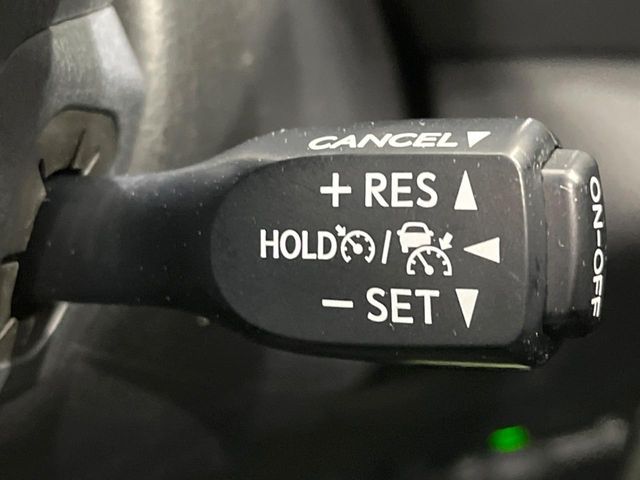 CANCEL
+ RES
HOLD /
- SET
ON-OFF